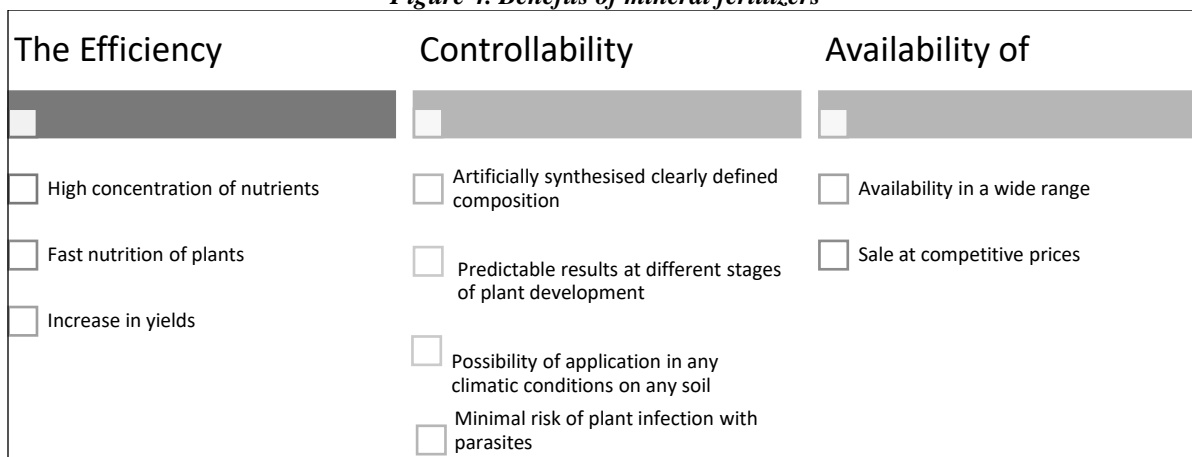 Figure Benefits of mineral fertilizers
The Efficiency
High concentration of nutrients
Fast nutrition of plants
Increase in yields
Controllability
Artificially synthesised clearly defined
composition
Predictable results at different stages
of plant development
Possibility of application in any
climatic conditions on any soil
Minimal risk of plant infection with
parasites
Availability of
Availability in a wide range
Sale at competitive prices